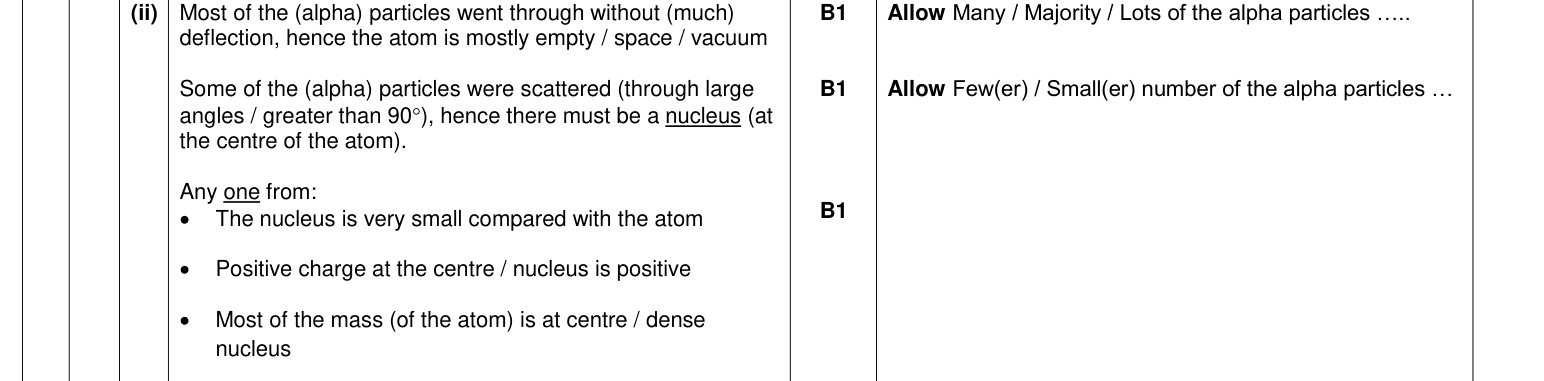 (ii) Most of the (alpha) particles went through without (much) B1 Allow Many / Majority / Lots of the alpha particles …..
deflection, hence the atom is mostly empty / space / vacuum
Some of the (alpha) particles were scattered (through large B1 Allow Few(er) / Small(er) number of the alpha particles …
angles / greater than 90°), hence there must be a nucleus (at
the centre of the atom).
Any one from:
B1
• The nucleus is very small compared with the atom
• Positive charge at the centre / nucleus is positive
• Most of the mass (of the atom) is at centre / dense
nucleus